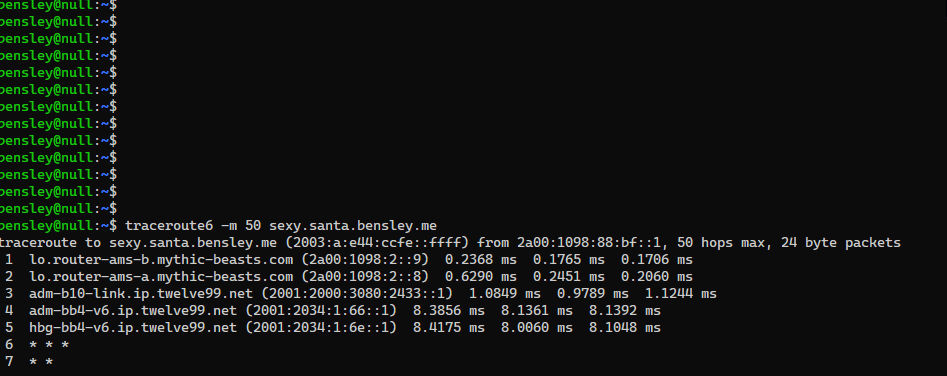 bensley@null:~$
bensley@null:~$
bensley@null:~$
bensley@null:~$
bensley@null:~$
bensley@null:~$
bensley@null:~$
bensley@null:~$
bensley@null:~$
bensley@null:~$
bensley@null:~$
bensley@null:~$
bensley@null:~$
bensley@null:~$ traceroute6 -m 50 sexy.santa.bensley.me
traceroute to sexy.santa.bensley.me (2003:a:e44:ccfe::ffff) from 2a00:1098:88:bf::1, 50 hops max, 24 byte packets
 1  lo.router-ams-b.mythic-beasts.com (2a00:1098:2::9)  0.2368 ms  0.1765 ms  0.1706 ms
 2  lo.router-ams-a.mythic-beasts.com (2a00:1098:2::8)  0.6290 ms  0.2451 ms  0.2060 ms
 3  adm-b10-link.ip.twelve99.net (2001:2000:3080:2433::1)  1.0849 ms  0.9789 ms  1.1244 ms
 4  adm-bb4-v6.ip.twelve99.net (2001:2034:1:66::1)  8.3856 ms  8.1361 ms  8.1392 ms
 5  hbg-bb4-v6.ip.twelve99.net (2001:2034:1:6e::1)  8.4175 ms  8.0060 ms  8.1048 ms
 6  * * *
 7  * *